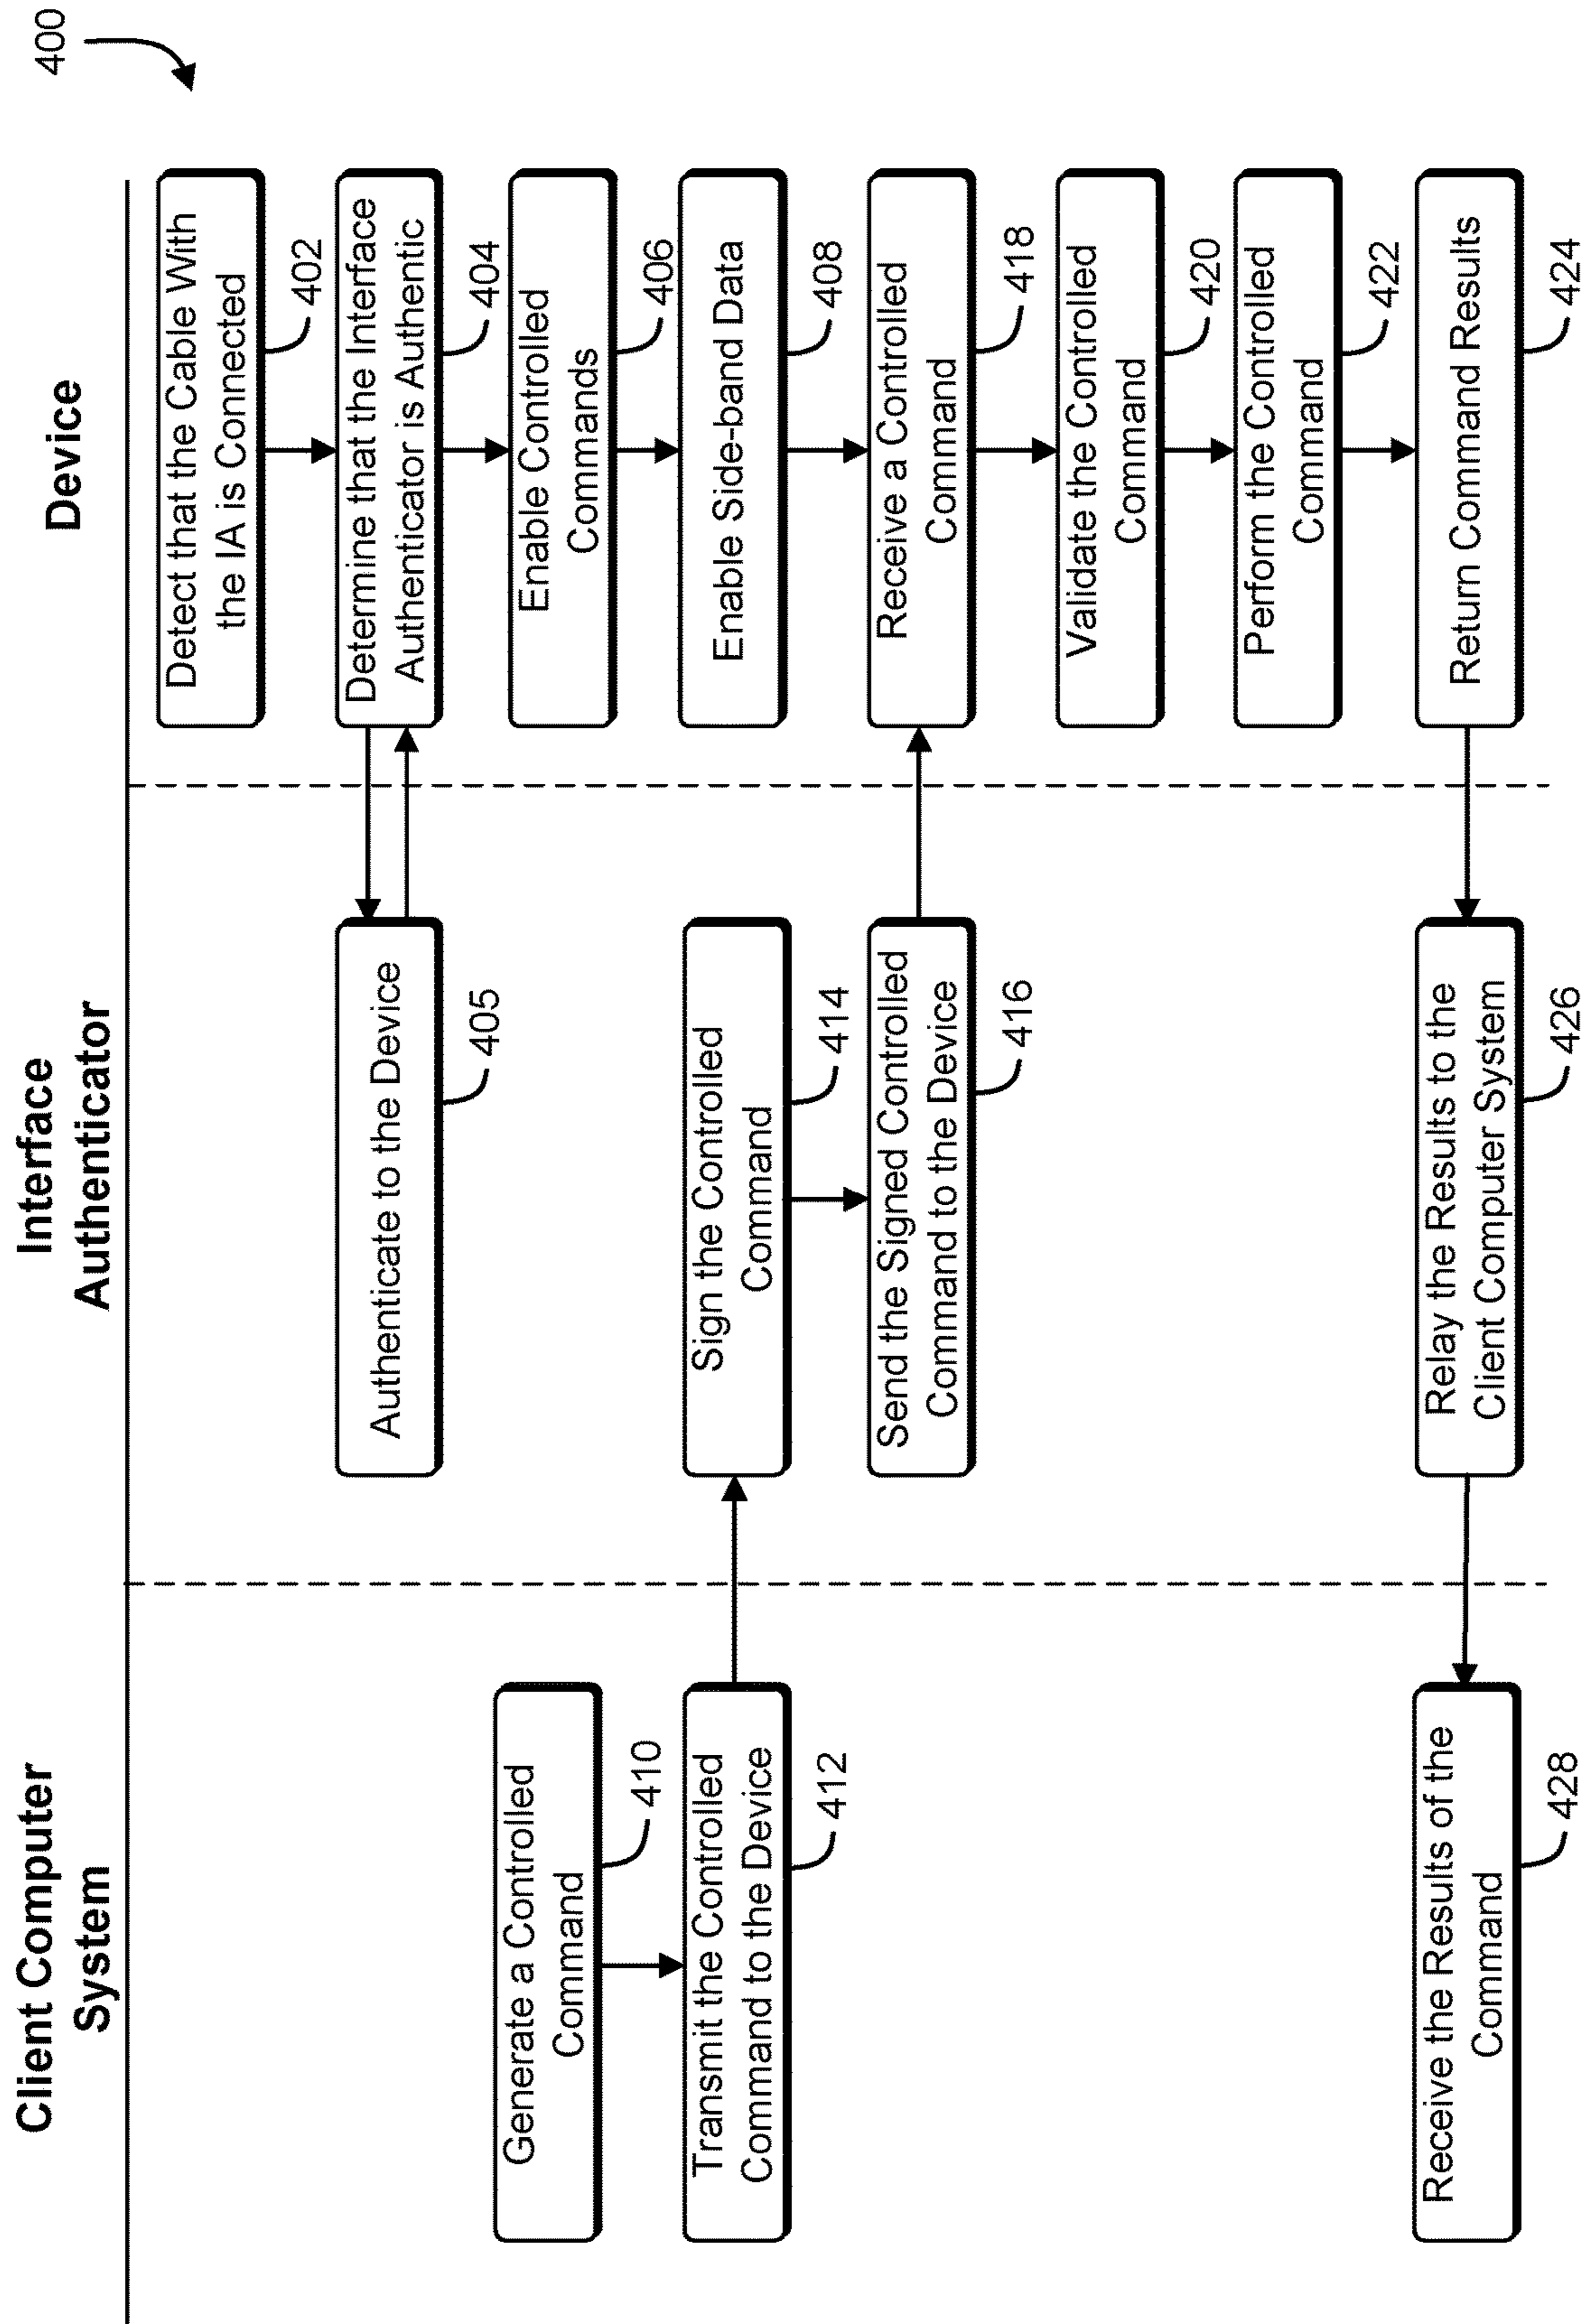 400
Client Computer
System
Interface
Authenticator
Device
Detect that the Cable With
the IA is Connected
402
Authenticate to the Device
405
Determine that the Interface
Authenticator is Authentic
404
Generate a Controlled
Command
410
Enable Controlled
Commands
406
Transmit the Controlled
Command to the Device
412
Sign the Controlled
Command
414
Enable Side-band Data
408
Send the Signed Controlled
Command to the Device
416
Receive a Controlled
Command
418
Validate the Controlled
Command
420
Perform the Controlled
Command
422
Receive the Results of the
Command
428
Relay the Results to the
Client Computer System
426
Return Command Results
424